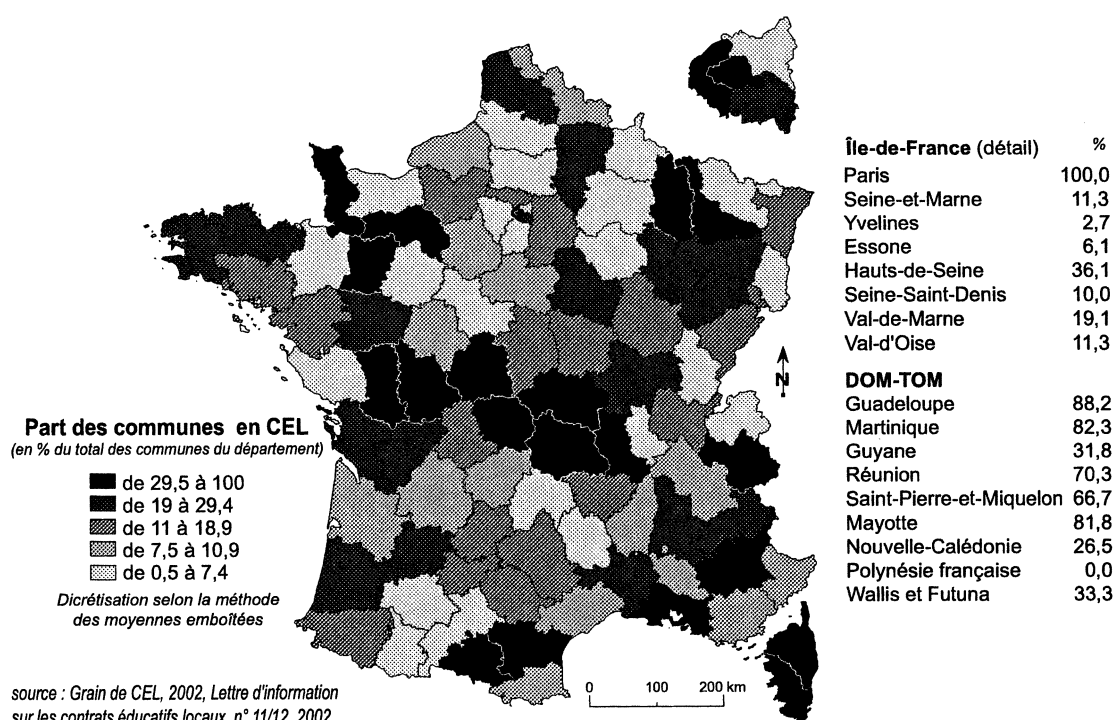 Île-de-France (détail) %
Paris 100,0
Seine-et-Marne 11,3
Yvelines 2,7
Essone 6,1
Hauts-de-Seine 36,1
Seine-Saint-Denis 10,0
Val-de-Marne 19,1
Val-d'Oise 11,3
DOM-TOM
Guadeloupe 88,2
Martinique 82,3
Guyane 31,8
Réunion 70,3
Saint-Pierre-et-Miquelon 66,7
Mayotte 81,8
Nouvelle-Calédonie 26,5
Polynésie française 0,0
Wallis et Futuna 33,3
N
Part des communes en CEL
(en % du total des communes du département)
de 29,5 à 100
de 19 à 29,4
de 11 à 18,9
de 7,5 à 10,9
de 0,5 à 7,4
Dicrétisation selon la méthode
des moyennes emboîtées
0 100 200 km
source : Grain de CEL, 2002, Lettre d'information
sur les contrats éducatifs locaux, n° 11/12, 2002